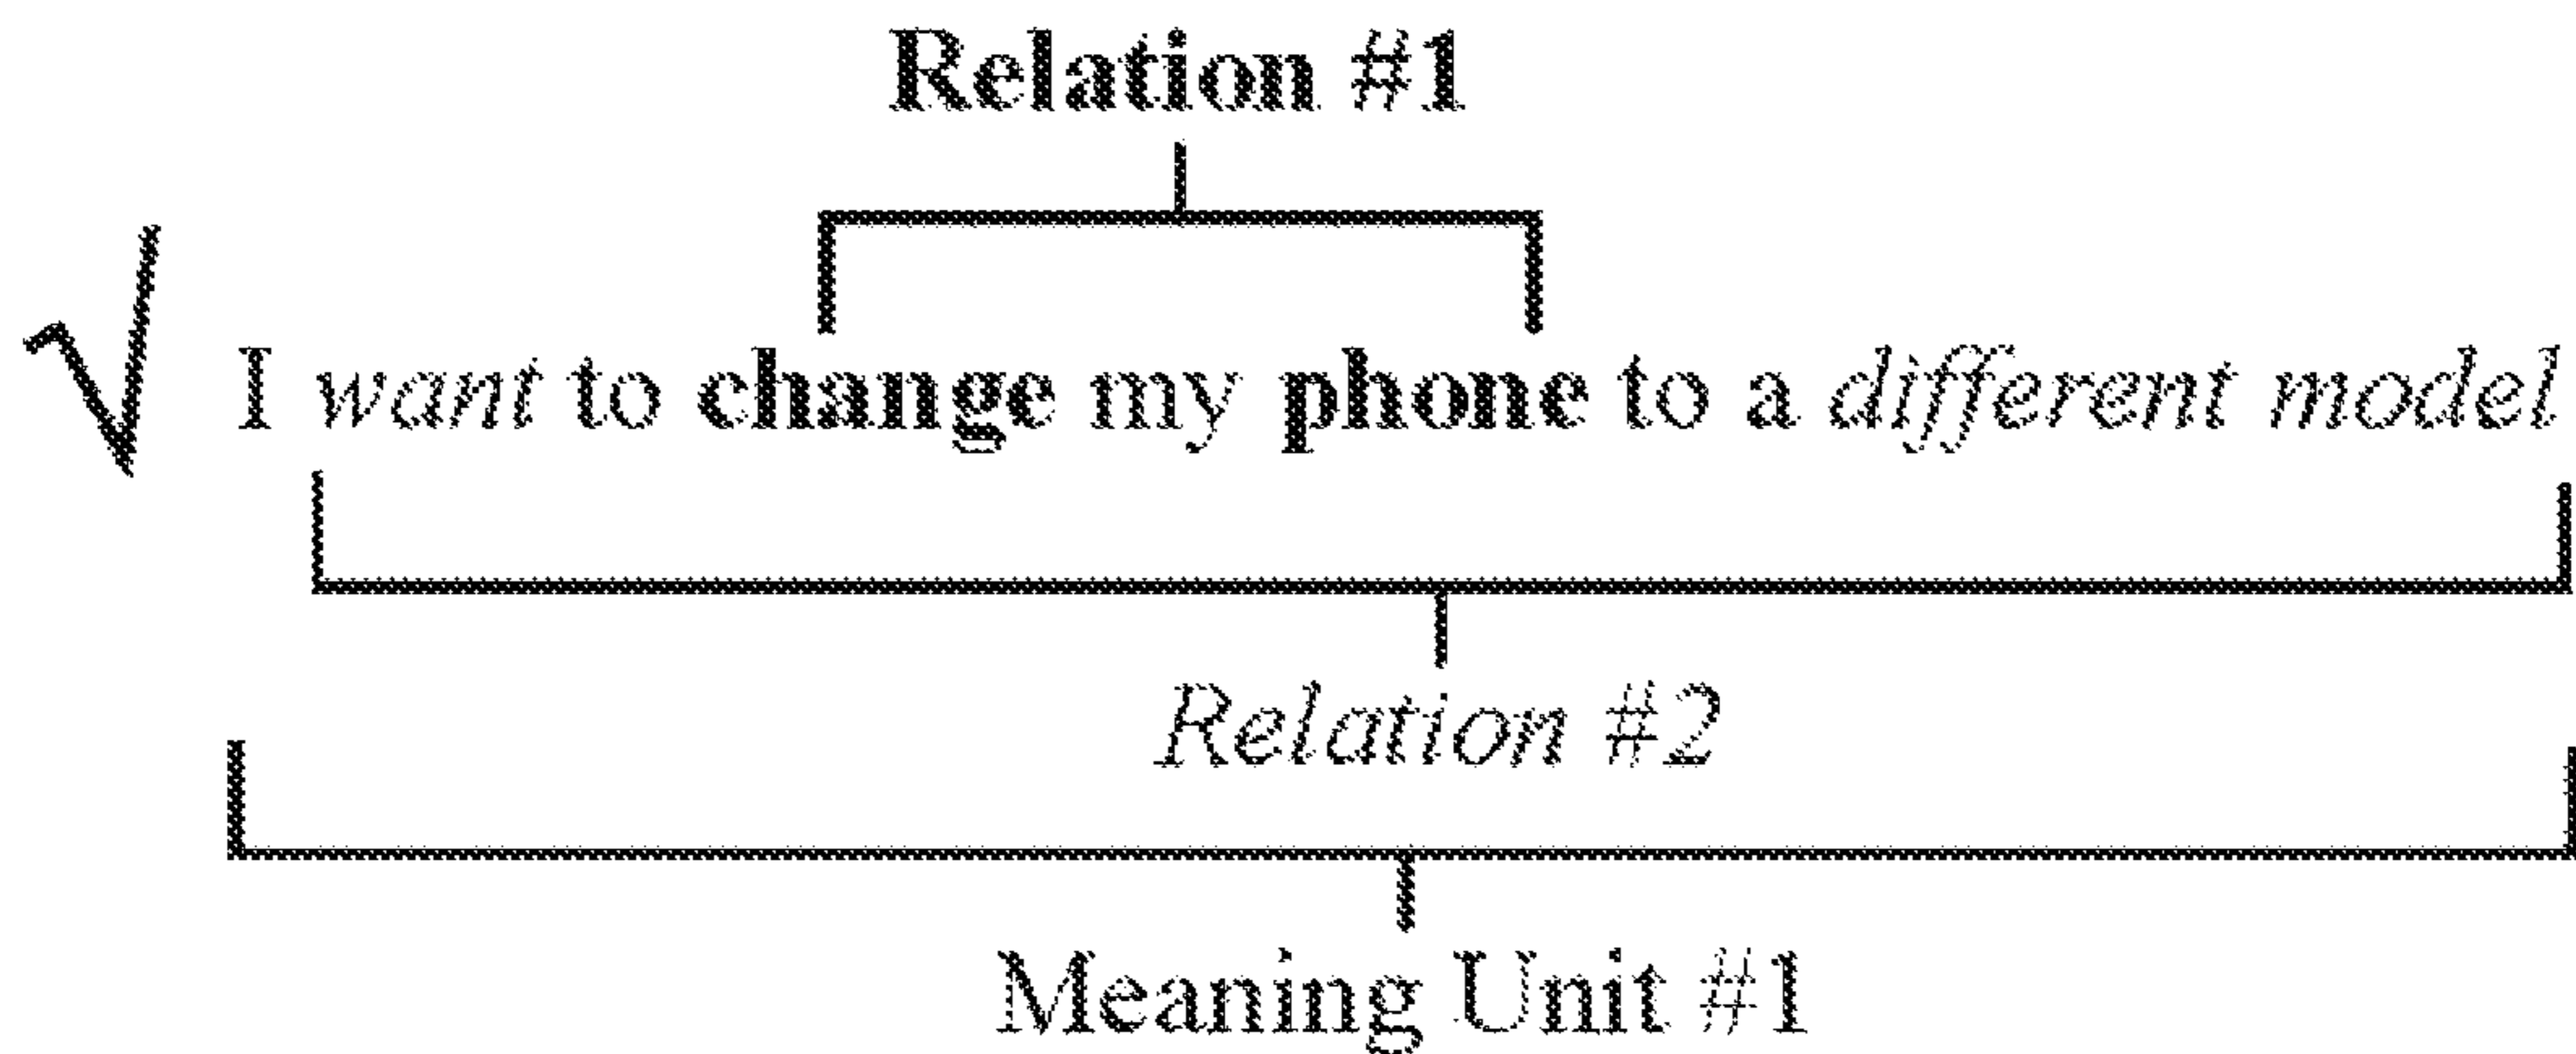 Relation #1
√ I want to change my phone to a different model
Relation #2
Meaning Unit #1